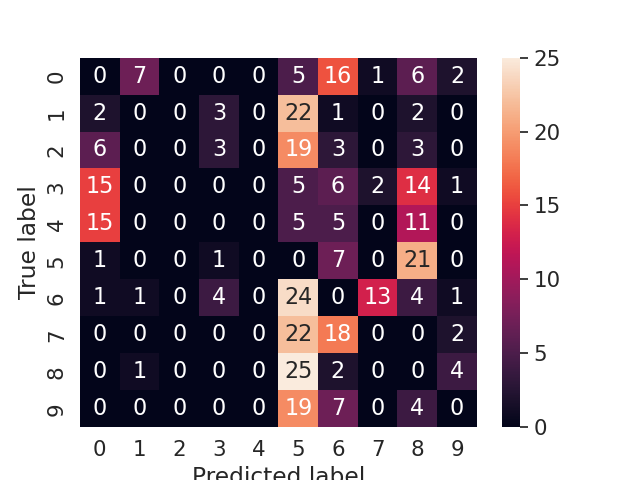 0 0 7 0 0 0 5 16 1 6 2
1 2 0 0 3 0 22 1 0 2 0
2 6 0 0 3 0 19 3 0 3 0
3 15 0 0 0 0 5 6 2 14 1
4 15 0 0 0 0 5 5 0 11 0
5 1 0 0 1 0 0 7 0 21 0
6 1 1 0 4 0 24 0 13 4 1
7 0 0 0 0 0 22 18 0 0 2
8 0 1 0 0 0 25 2 0 0 4
9 0 0 0 0 0 19 7 0 4 0
0 1 2 3 4 5 6 7 8 9
True label
Predicted label
25
20
15
10
5
0